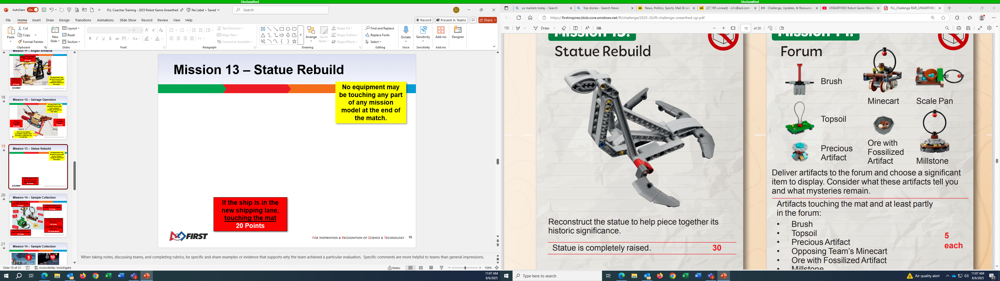 Unclassified
AutoSave On
FLL Coaches Training - 2025 Robot Game Unearthed
No Label • Saved
Search
CJ
File Home Insert Draw Design Transitions Animations Slide Show Record Review View Help
Record Present in Teams Share
Paste
Cut
Copy
Format Painter
Clipboard
New Slide
Layout
Reset
Section
Slides
14
Font
Text Direction
Align Text
Convert to SmartArt
Paragraph
Arrange
Quick Styles
Shape Fill
Shape Outline
Shape Effects
Drawing
Find and Replace
Replace Fonts
Select
Editing
Dictate
Voice
Sensitivity
Sensitivity
Add-ins
Add-ins
Designer
Mission 11 – Angler Artifacts
18
Mission 12 – Salvage Operation
19
Mission 13 – Statue Rebuild
20
Mission 14 – Sample Collection
21
Mission 14 – Sample Collection
5
10
Mission 13 – Statue Rebuild
No equipment may
be touching any part
of any mission
model at the end of
the match.
If the ship is in the
new shipping lane,
touching the mat
20 Points
FIRST
FOR INSPIRATION & RECOGNITION OF SCIENCE & TECHNOLOGY 19
When taking notes, discussing teams, and completing rubrics, be specific and share examples or evidence that supports why the team achieved a particular evaluation. Specific comments are more helpful to teams than general impressions.
Slide 19 of 31
Accessibility: Investigate
Notes
104%
11:07 AM
8/6/2025
Unclassified
us markets today - Search
Top stories - Search News
News, Politics, Sports, Mail & Lat
(27,195 unread) - is1c@aol.com
Challenge, Updates, & Resources
UNEARTHED Robot Game Missio
FLL_Challenge RGR_UNEARTHED
https://firstinspires.blob.core.windows.net/fll/challenge/2025-26/fll-challenge-unearthed-rgr.pdf
Draw
12 of 20
Mission 13:
Statue Rebuild
Reconstruct the statue to help piece together its
historic significance.
Statue is completely raised. 30
Mission 14:
Forum
Brush
Minecart
Scale Pan
Topsoil
Precious
Artifact
Ore with
Fossilized
Artifact
Millstone
Deliver artifacts to the forum and choose a significant
item to display. Consider what these artifacts tell you
and what mysteries remain.
Artifacts touching the mat and at least partly
in the forum:
• Brush
• Topsoil
• Precious Artifact
• Opposing Team's Minecart
• Ore with Fossilized Artifact
Millstone
5
each
Type here to search
Air quality alert
11:07 AM
8/6/2025